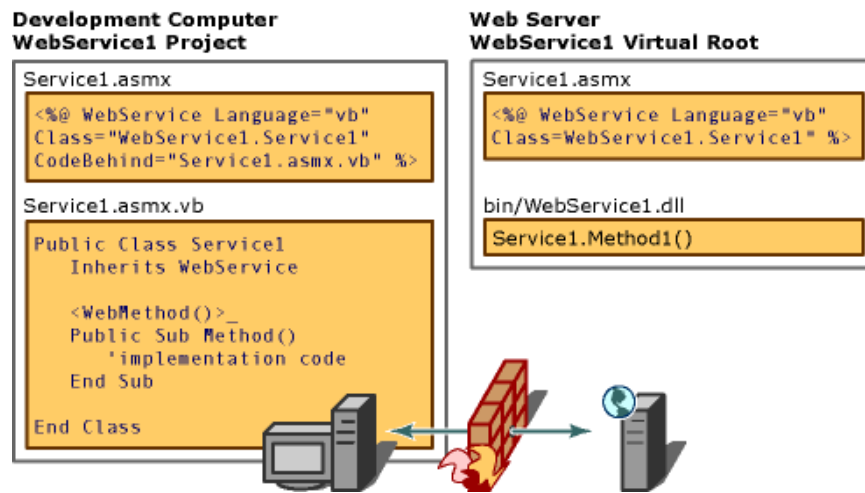 Development Computer
WebService1 Project
Service1.asmx
<%@ WebService Language="vb"
Class="WebService1.Service1"
CodeBehind="Service1.asmx.vb" %>
Service1.asmx.vb
Public Class Service1
Inherits WebService
<WebMethod()>_
Public Sub Method()
'implementation code
End Sub
End Class
Web Server
WebService1 Virtual Root
Service1.asmx
<%@ WebService Language="vb"
Class=WebService1.Service1" %>
bin/WebService1.dll
Service1.Method1()